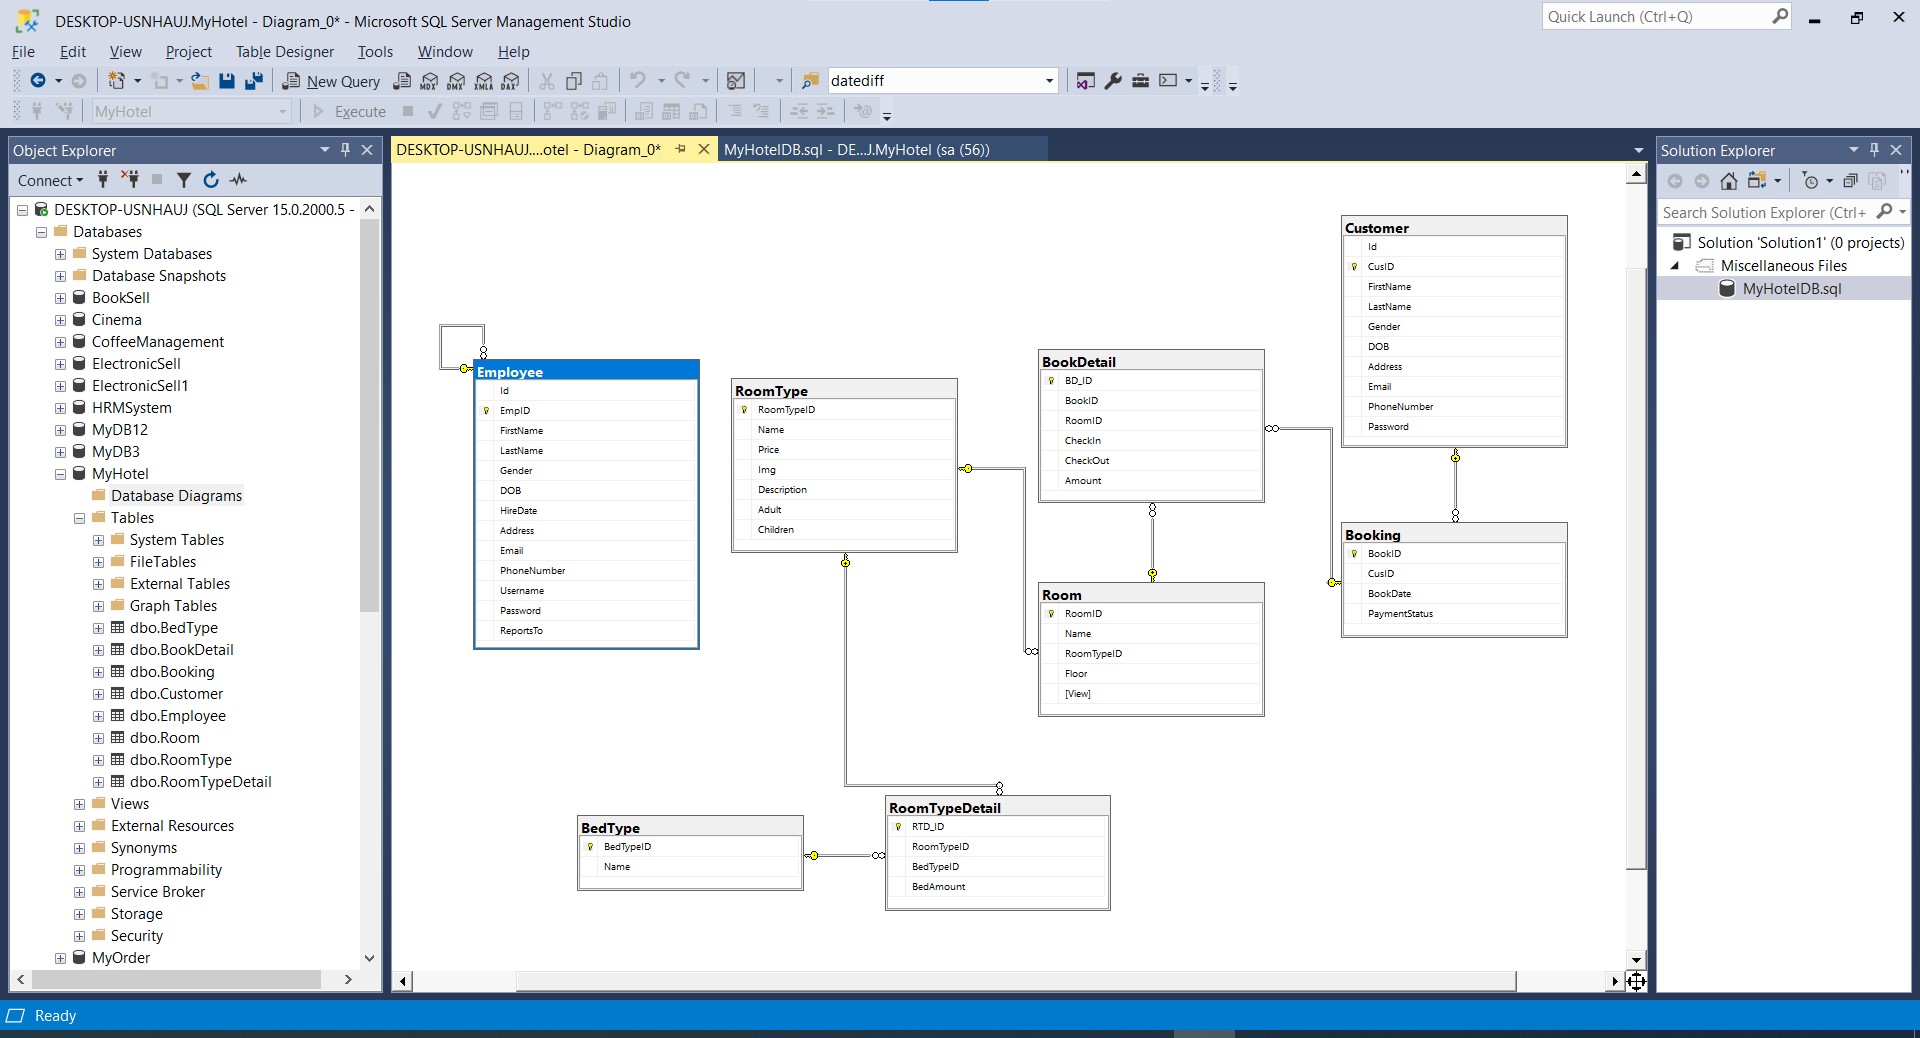 DESKTOP-USNHAUJ.MyHotel - Diagram_0* - Microsoft SQL Server Management Studio
Quick Launch (Ctrl+Q)
File Edit View Project Table Designer Tools Window Help
New Query MDX DMX XMLA DAX datediff
MyHotel Execute
Object Explorer
Connect
DESKTOP-USNHAUJ (SQL Server 15.0.2000.5 -
Databases
System Databases
Database Snapshots
BookSell
Cinema
CoffeeManagement
ElectronicSell
ElectronicSell1
HRMSystem
MyDB12
MyDB3
MyHotel
Database Diagrams
Tables
System Tables
FileTables
External Tables
Graph Tables
dbo.BedType
dbo.BookDetail
dbo.Booking
dbo.Customer
dbo.Employee
dbo.Room
dbo.RoomType
dbo.RoomTypeDetail
Views
External Resources
Synonyms
Programmability
Service Broker
Storage
Security
MyOrder
DESKTOP-USNHAUJ....otel - Diagram_0*
MyHotelDB.sql - DE...J.MyHotel (sa (56))
Employee
Id
EmpID
FirstName
LastName
Gender
DOB
HireDate
Address
Email
PhoneNumber
Username
Password
ReportsTo
RoomType
RoomTypeID
Name
Price
Img
Description
Adult
Children
BookDetail
BD_ID
BookID
RoomID
CheckIn
CheckOut
Amount
Customer
Id
CusID
FirstName
LastName
Gender
DOB
Address
Email
PhoneNumber
Password
Booking
BookID
CusID
BookDate
PaymentStatus
Room
RoomID
Name
RoomTypeID
Floor
[View]
BedType
BedTypeID
Name
RoomTypeDetail
RTD_ID
RoomTypeID
BedTypeID
BedAmount
Solution Explorer
Search Solution Explorer (Ctrl+
Solution 'Solution1' (0 projects)
Miscellaneous Files
MyHotelDB.sql
Ready